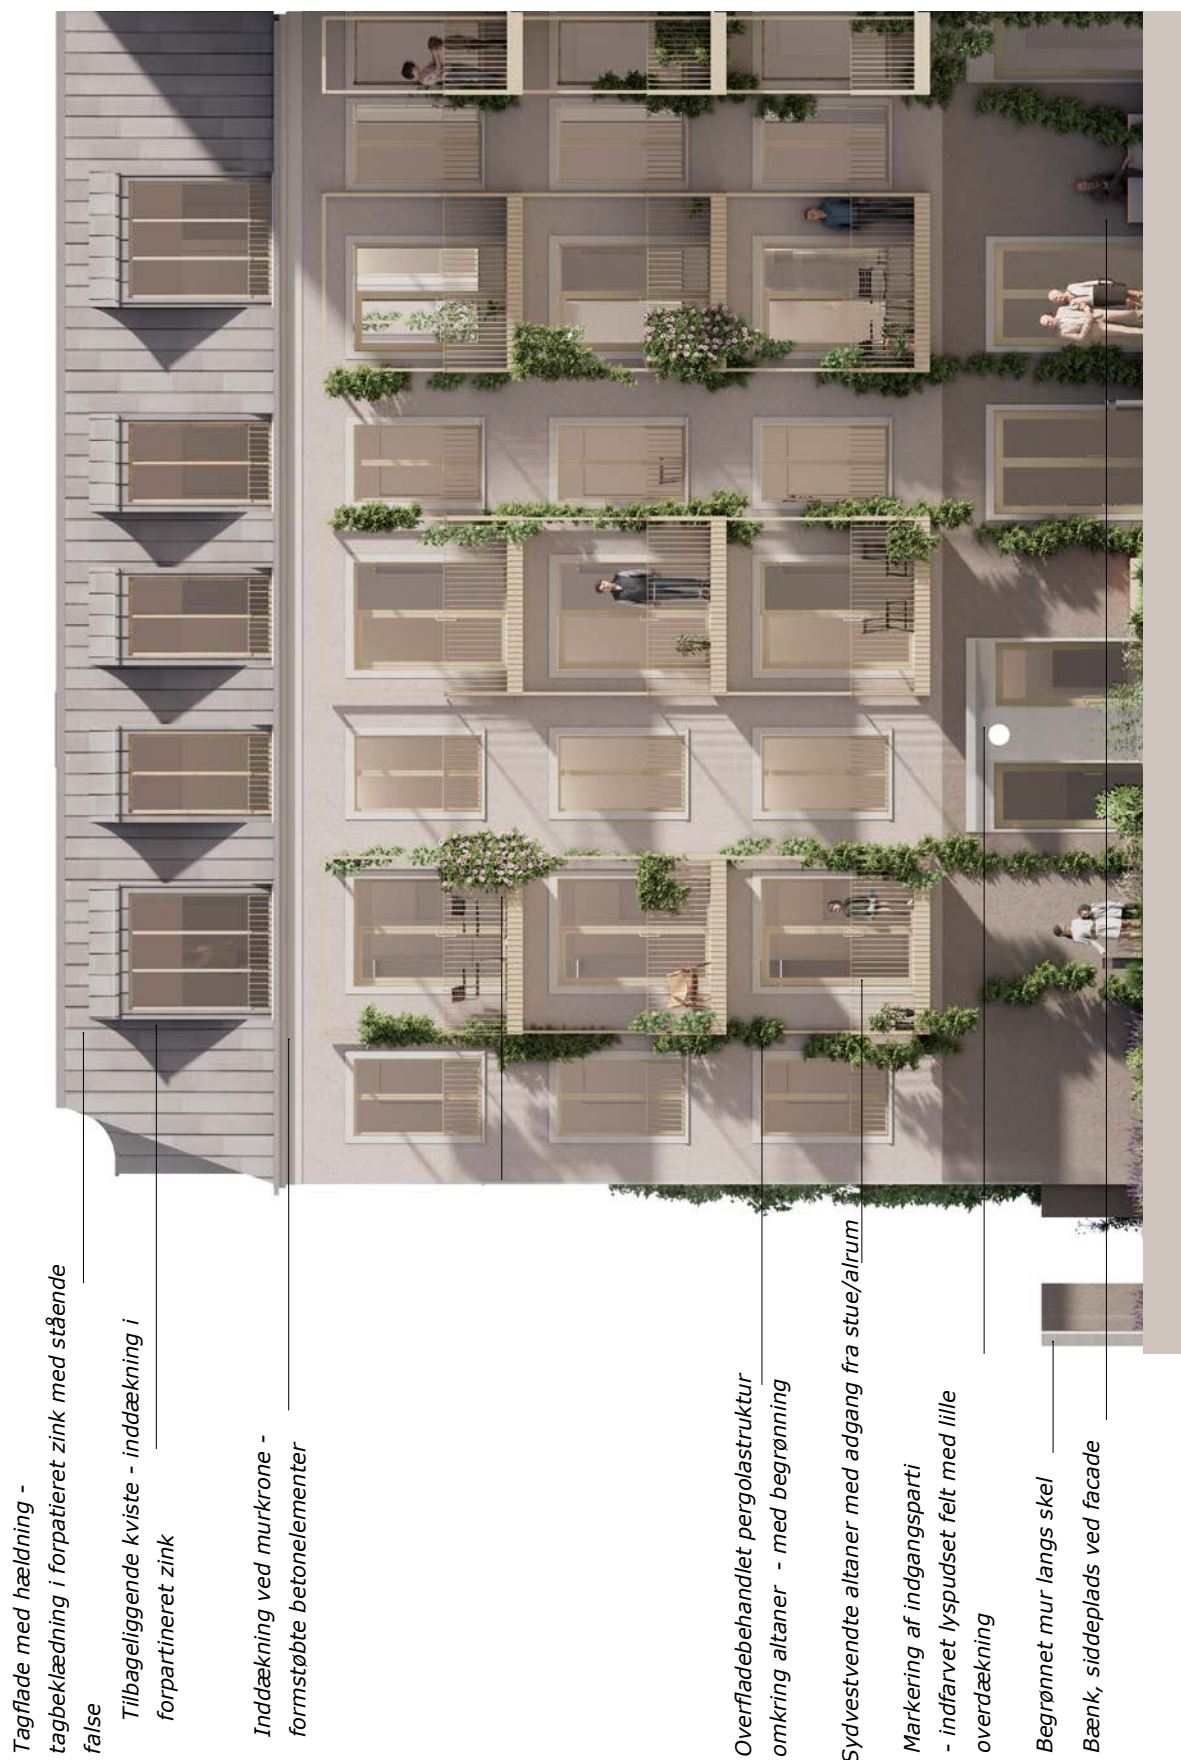 Tagflade med hældning -
tagbeklædning i forpatieret zink med stående
false
Tilbageliggende kviste - inddækning i
forpartineret zink
Inddækning ved murkrone -
formstøbte betonelementer
Overfladebehandlet pergolastruktur
omkring altaner - med begrønning
Sydvestvendte altaner med adgang fra stue/alrum
Markering af indgangsparti
- indfarvet lyspudset felt med lille
overdækning
Begrønnet mur langs skel
Bænk, siddeplads ved facade